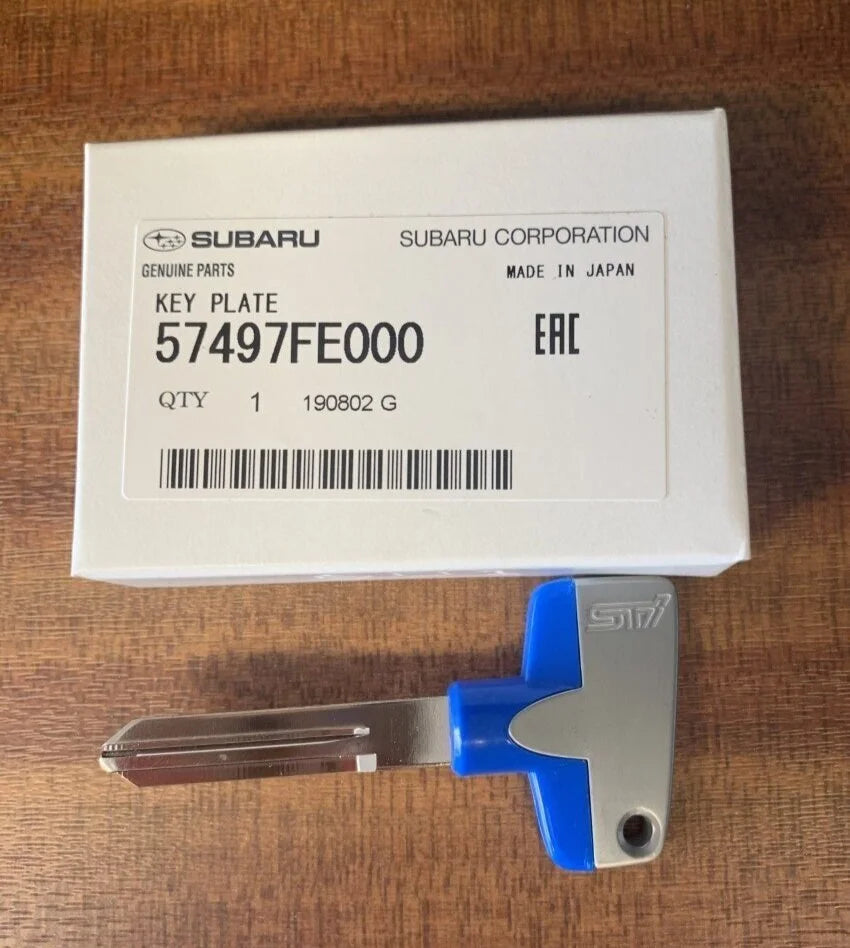 SUBARU SUBARU CORPORATION
GENUINE PARTS MADE IN JAPAN
KEY PLATE
57497FE000 EAC
QTY 1 190802 G
STI